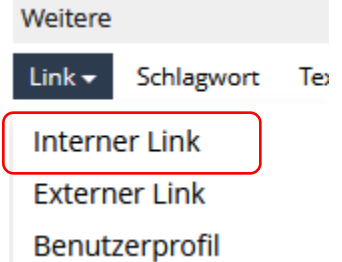 Weitere
Link Schlagwort
Interner Link
Externer Link
Benutzerprofil